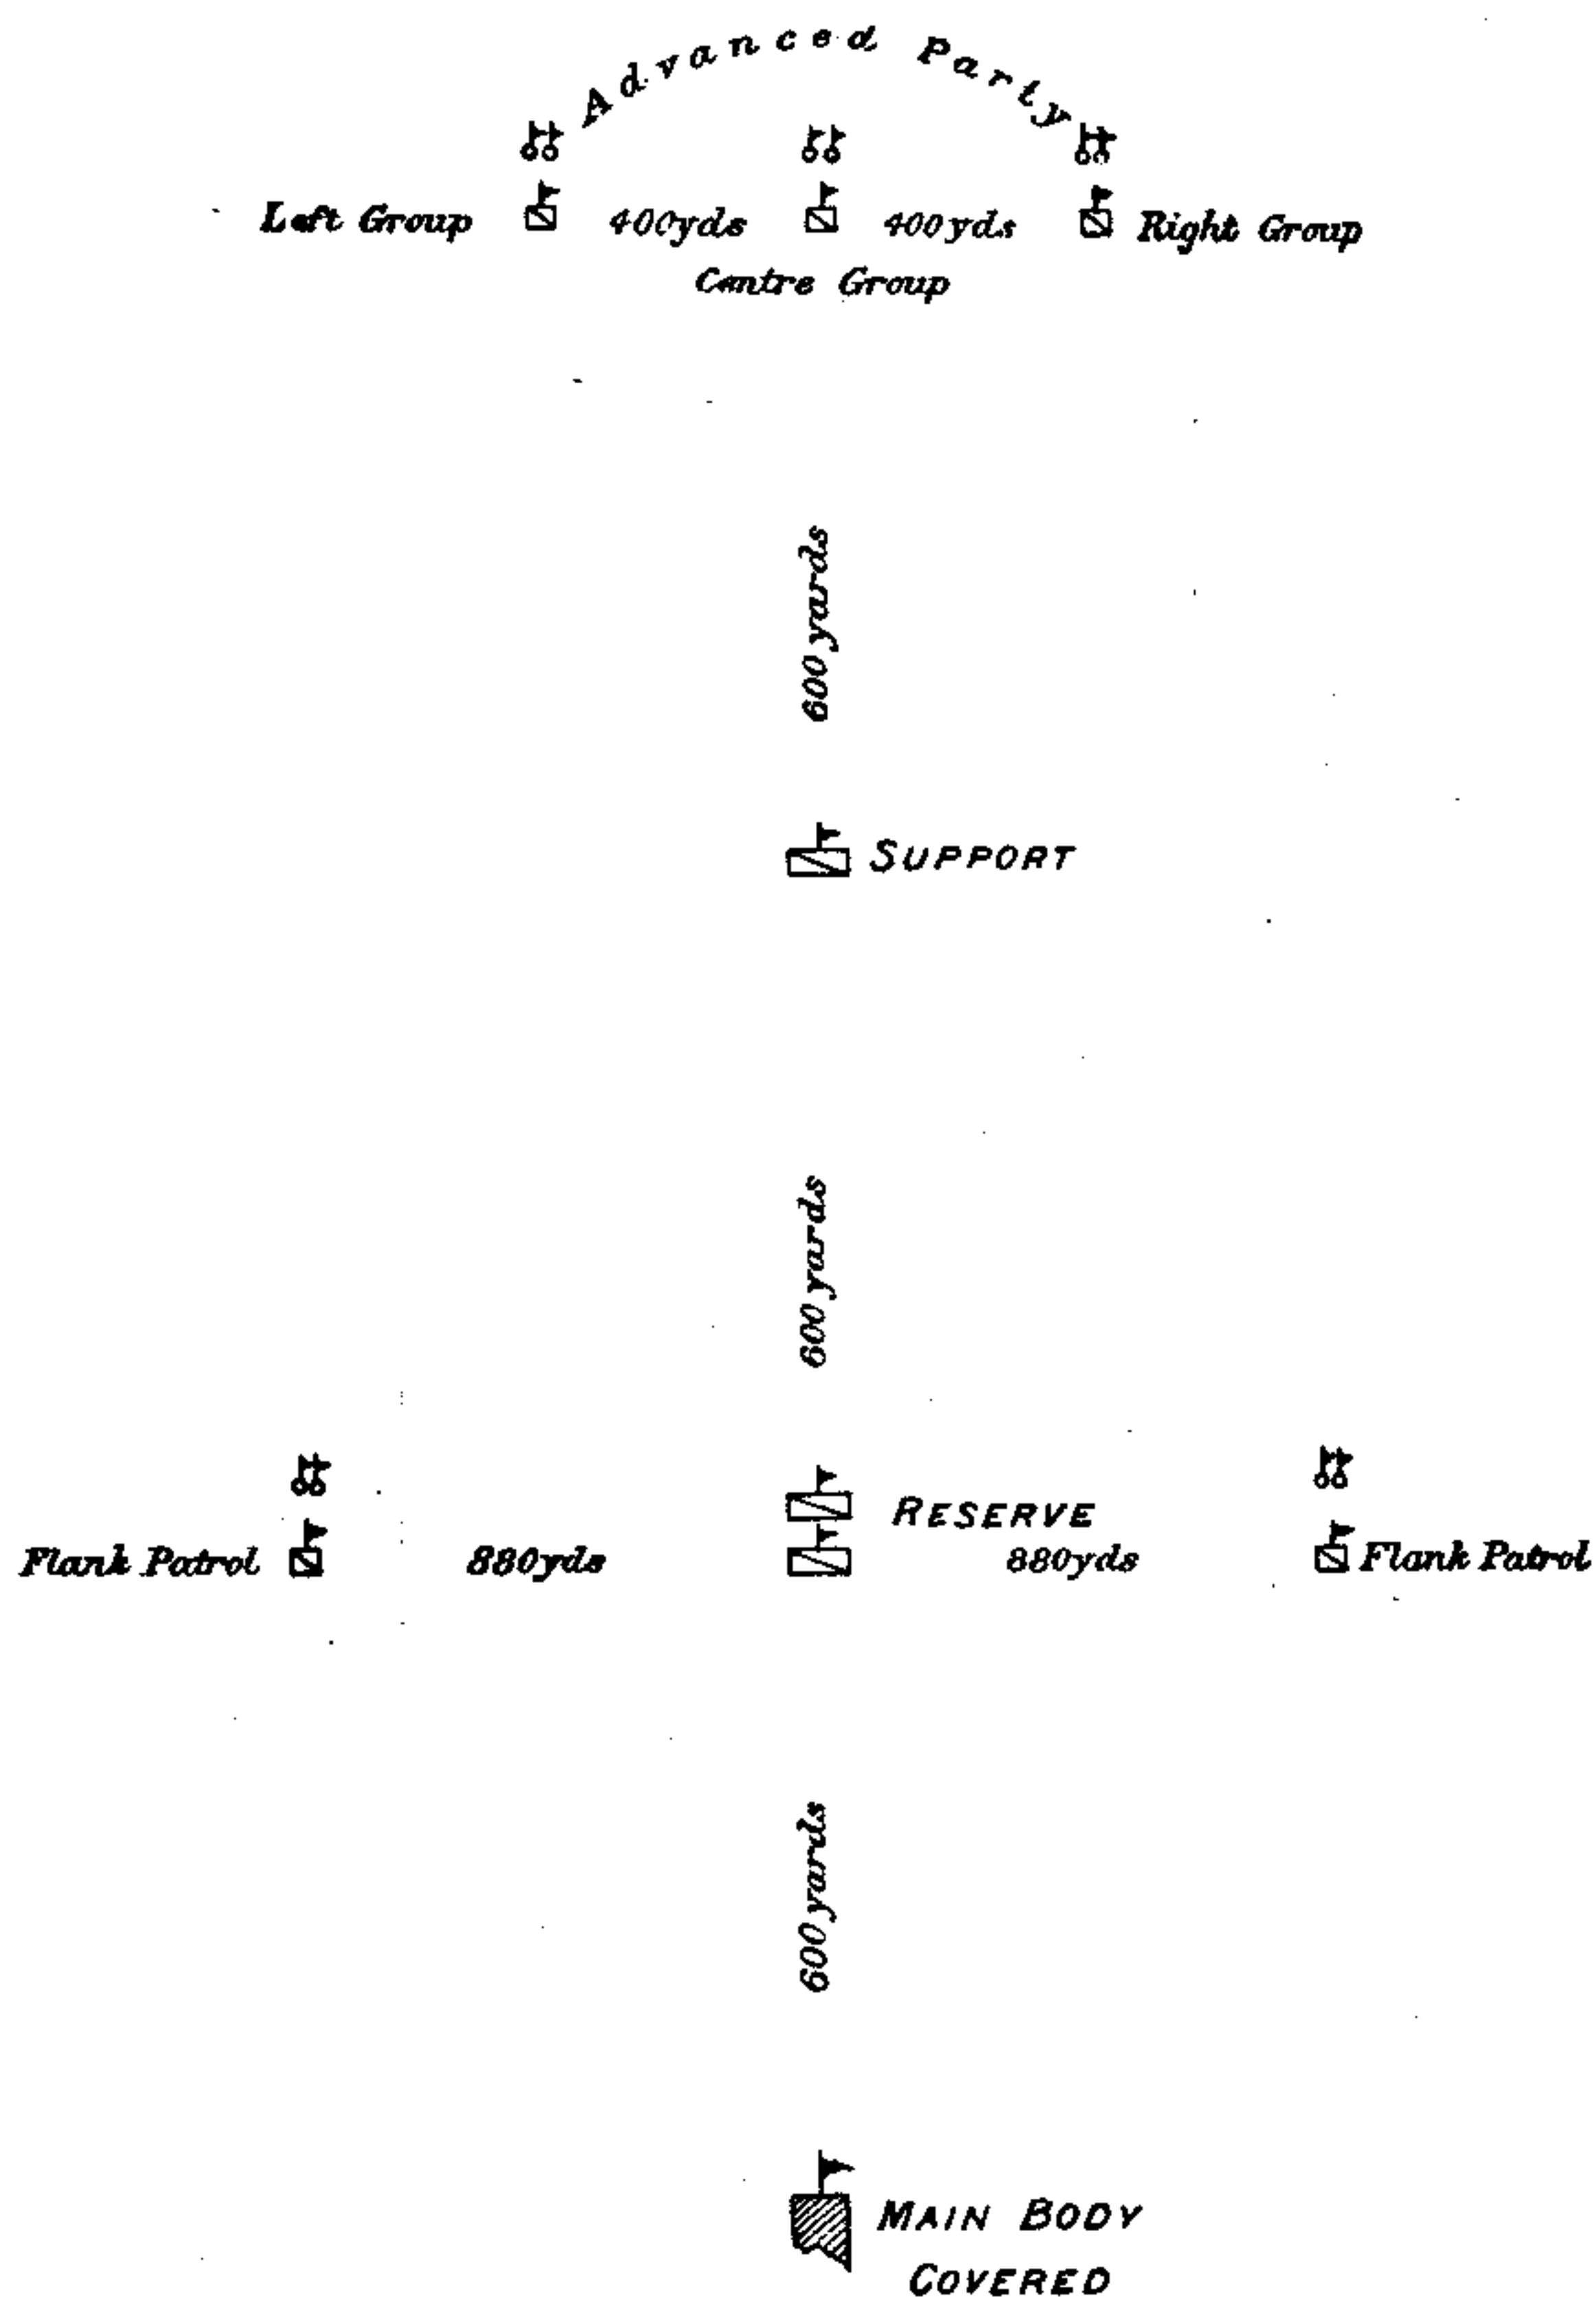 Advanced Party
Left Group 400yds 400yds Right Group
Centre Group
600 yards
SUPPORT
600 yards
RESERVE
Flank Patrol 880yds 880yds Flank Patrol
600 yards
MAIN BODY
COVERED